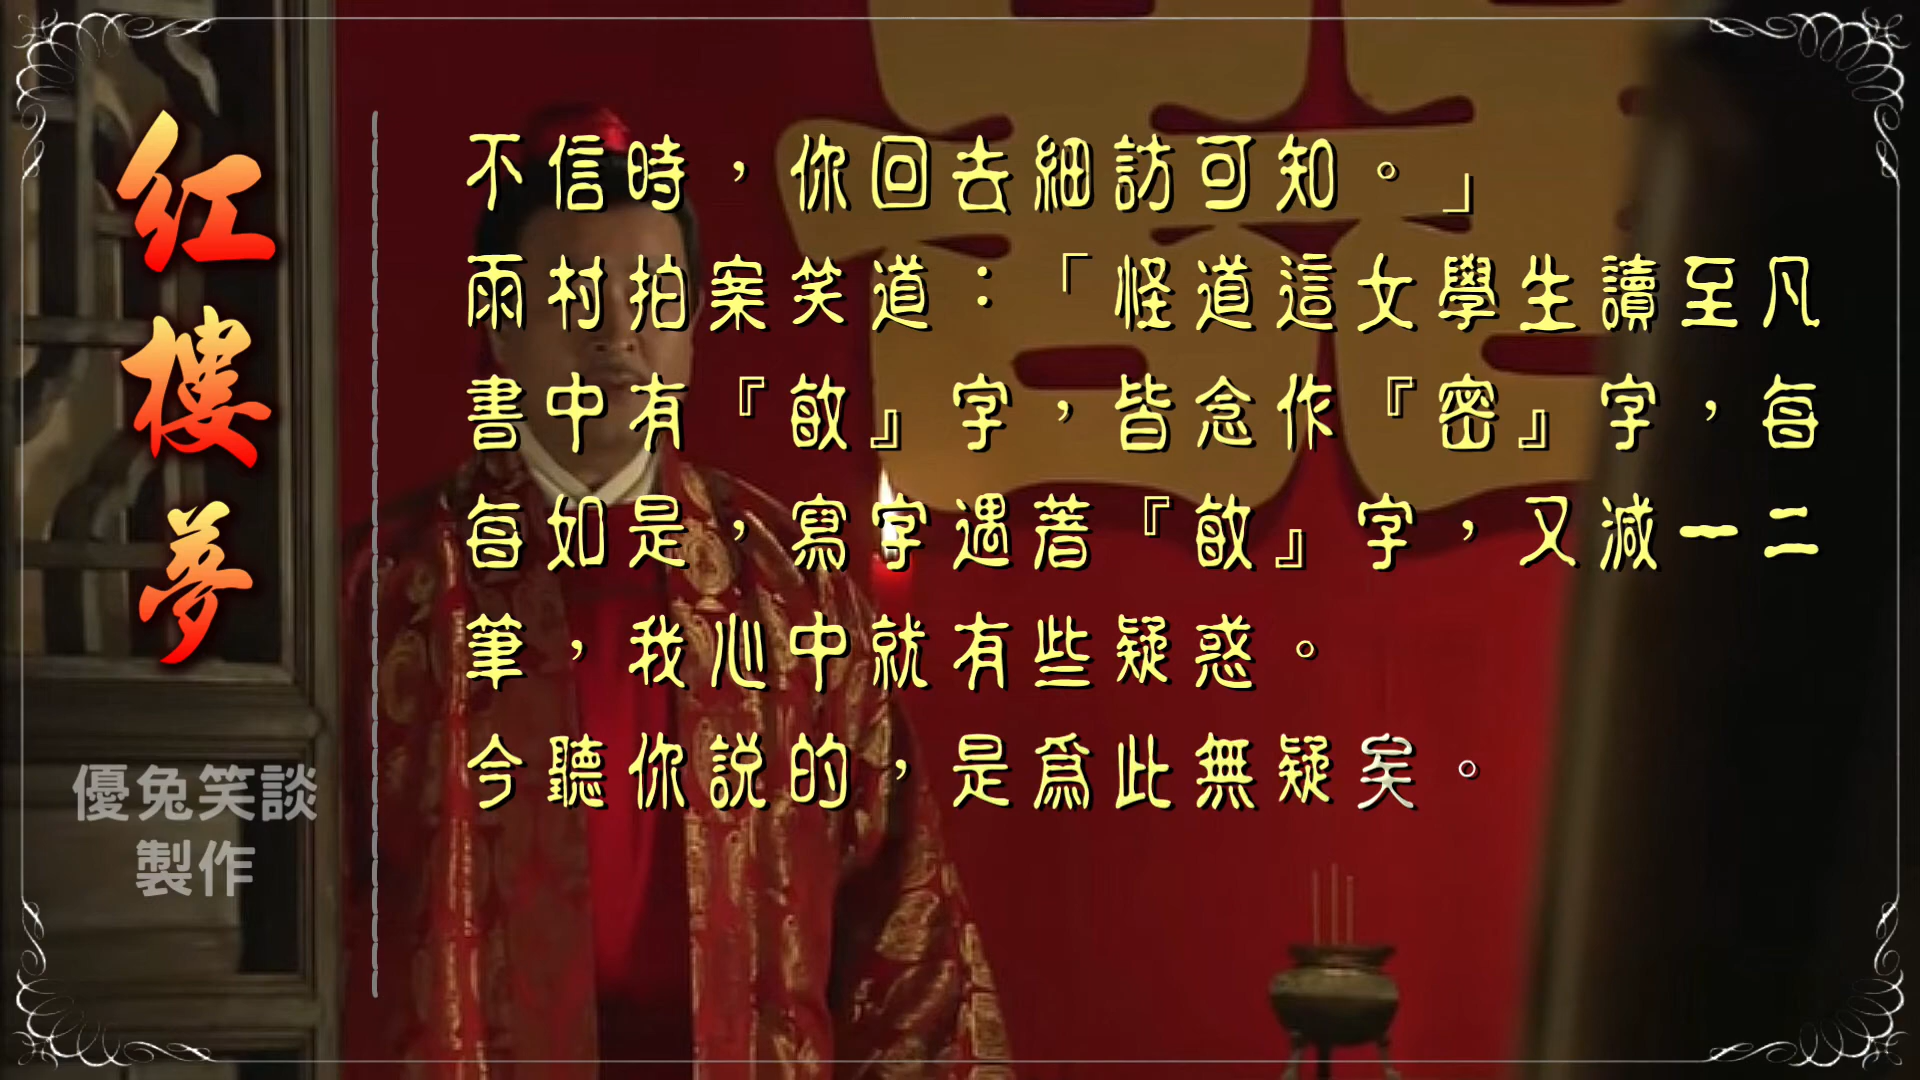 紅樓夢
優兔笑談
製作
不信時，你回去細訪可知。」
雨村拍案笑道：「怪道這女學生讀至凡
書中有『敏』字，皆念作『密』字，每
每如是，寫字遇著『敏』字，又減一二
筆，我心中就有些疑惑。
今聽你說的，是為此無疑矣。